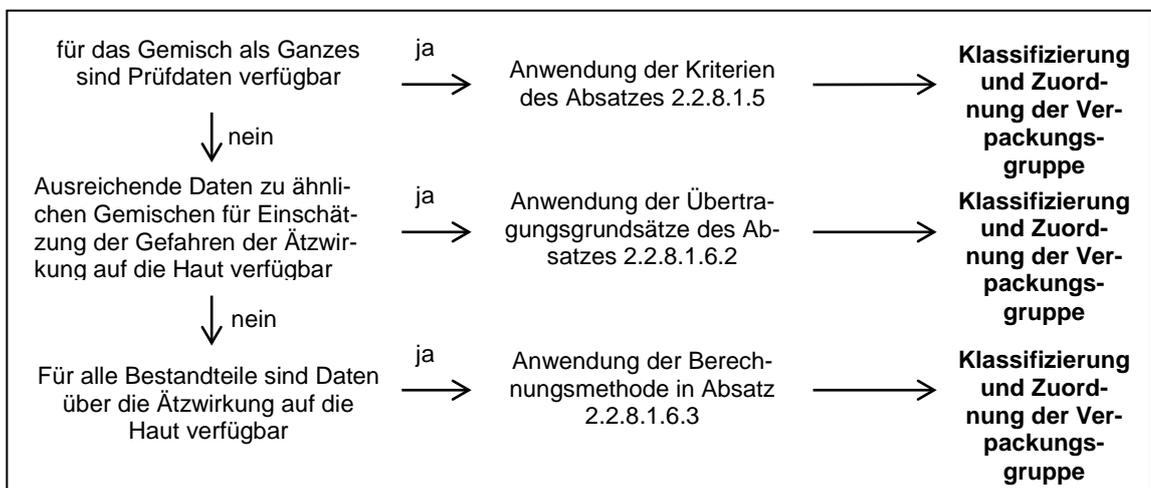 für das Gemisch als Ganzes
sind Prüfdaten verfügbar
ja
Anwendung der Kriterien
des Absatzes 2.2.8.1.5
Klassifizierung
und Zuord-
nung der Ver-
packungs-
gruppe
nein
Ausreichende Daten zu ähnli-
chen Gemischen für Einschät-
zung der Gefahren der Ätzwir-
kung auf die Haut verfügbar
ja
Anwendung der Übertra-
gungsgrundsätze des Ab-
satzes 2.2.8.1.6.2
Klassifizierung
und Zuord-
nung der Ver-
packungs-
gruppe
nein
Für alle Bestandteile sind Daten
über die Ätzwirkung auf die
Haut verfügbar
ja
Anwendung der Berech-
nungsmethode in Absatz
2.2.8.1.6.3
Klassifizierung
und Zuord-
nung der Ver-
packungs-
gruppe